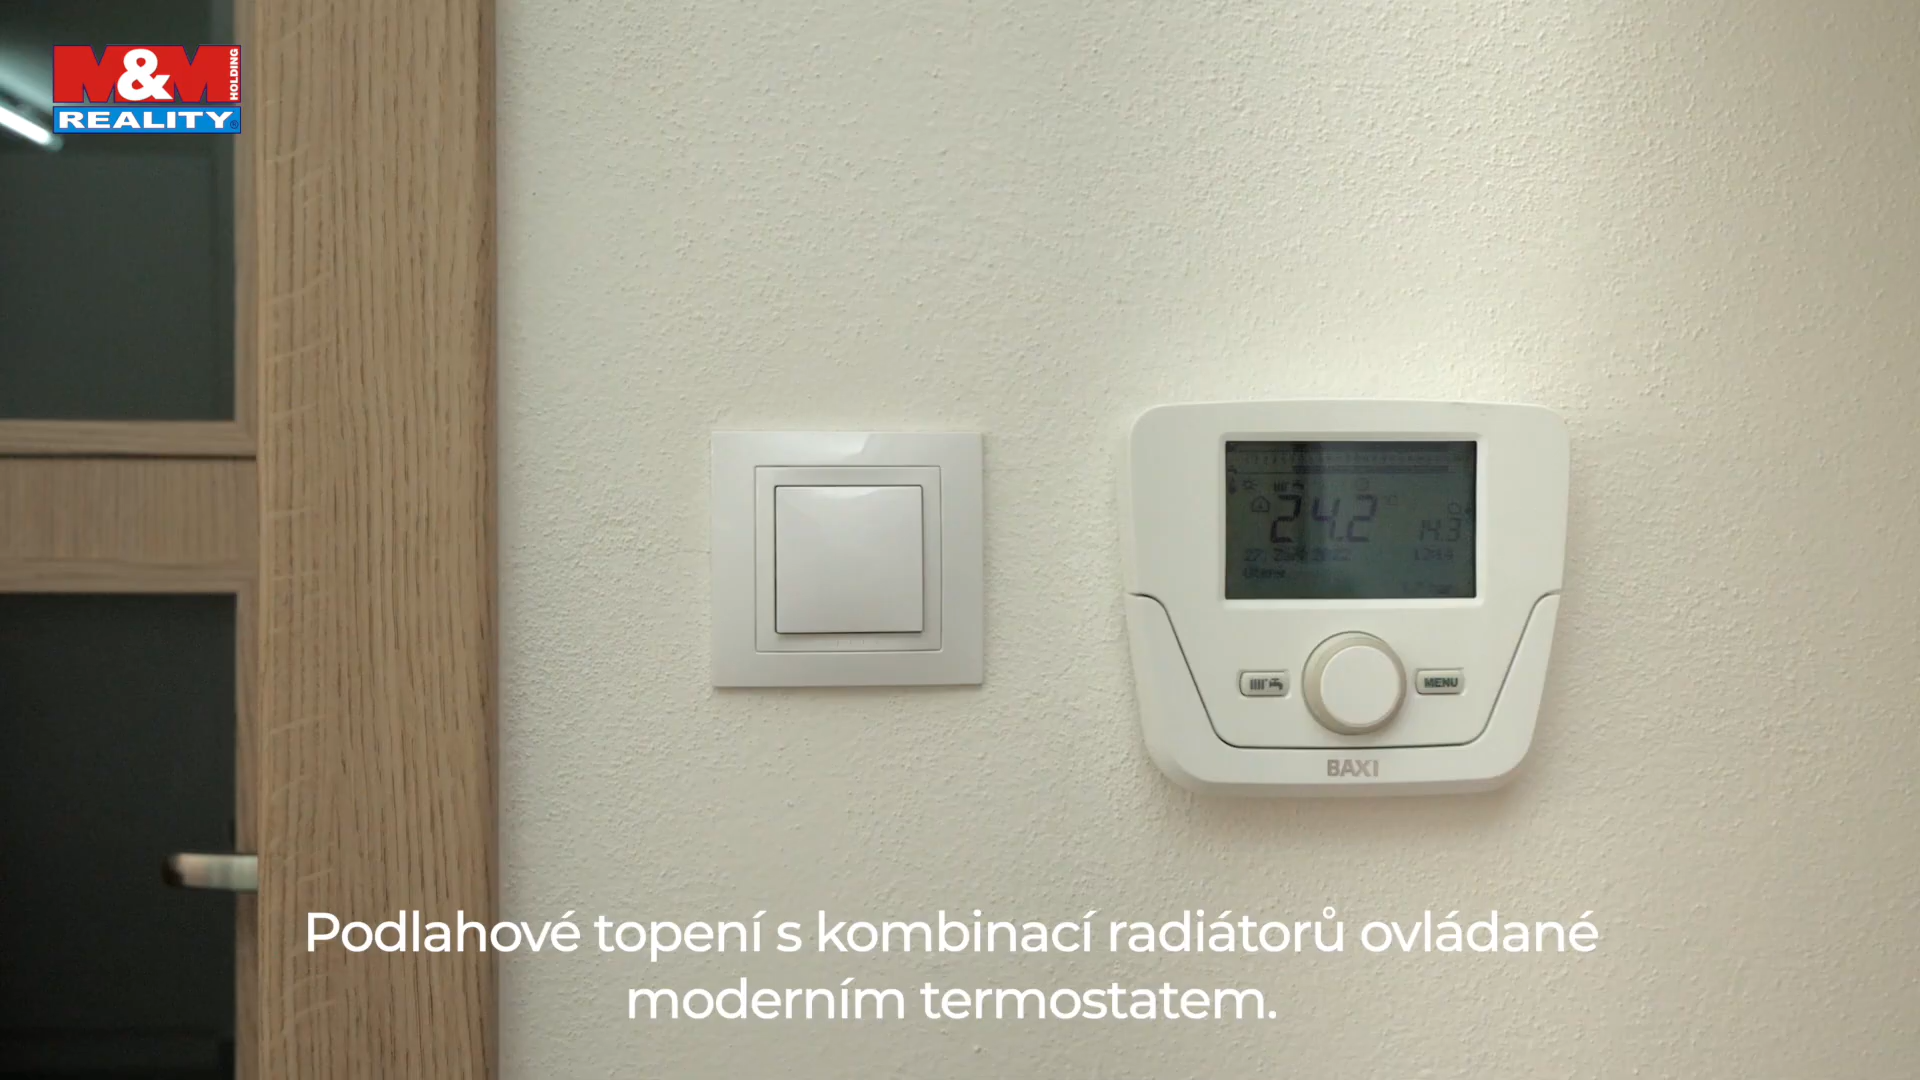 M&M
HOLDING
REALITY
24.2
14.3
MENU
BAXI
Podlahové topení s kombinací radiátorů ovládané
moderním termostatem.